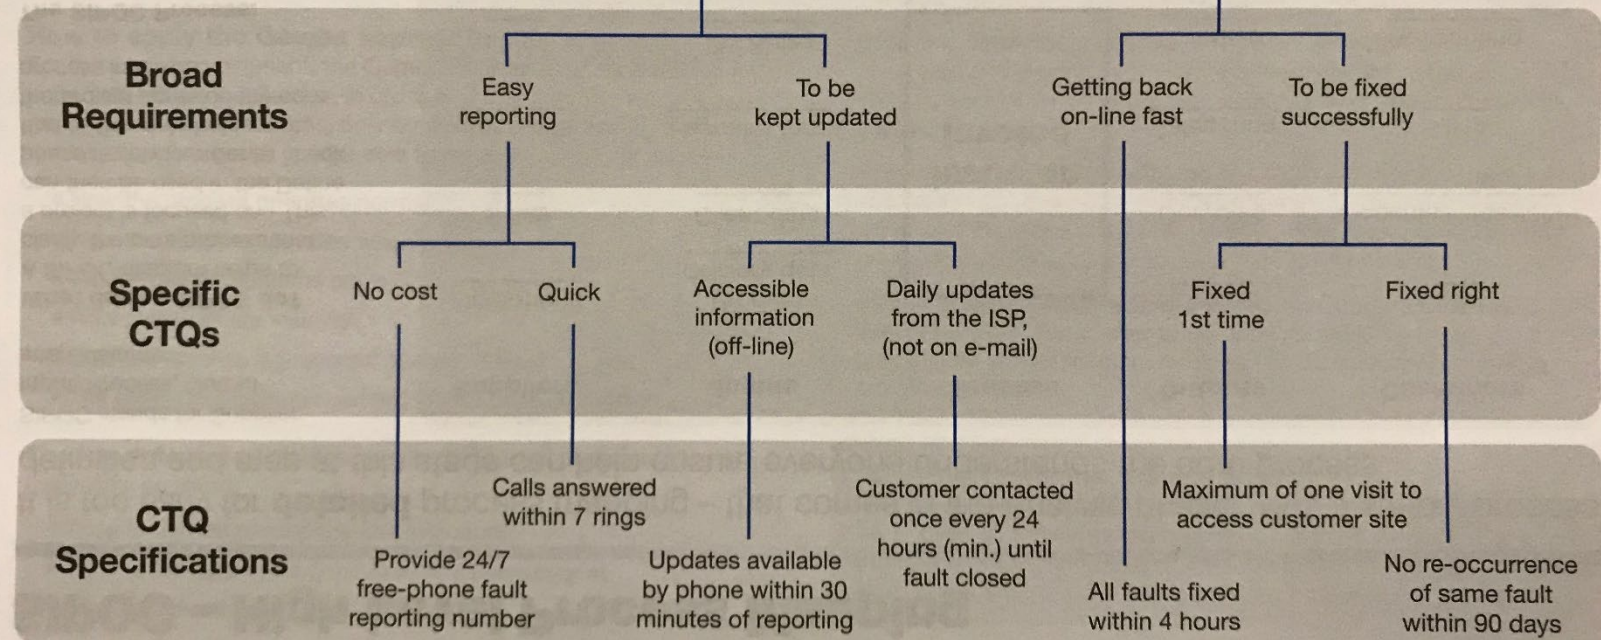 Broad
Requirements
Easy
reporting
To be
kept updated
Getting back
on-line fast
To be fixed
successfully
Specific
CTQs
No cost
Quick
Accessible
information
(off-line)
Daily updates
from the ISP,
(not on e-mail)
Fixed
1st time
Fixed right
CTQ
Specifications
Calls answered
within 7 rings
Provide 24/7
free-phone fault
reporting number
Updates available
by phone within 30
minutes of reporting
Customer contacted
once every 24
hours (min.) until
fault closed
Maximum of one visit to
access customer site
All faults fixed
within 4 hours
No re-occurrence
of same fault
within 90 days